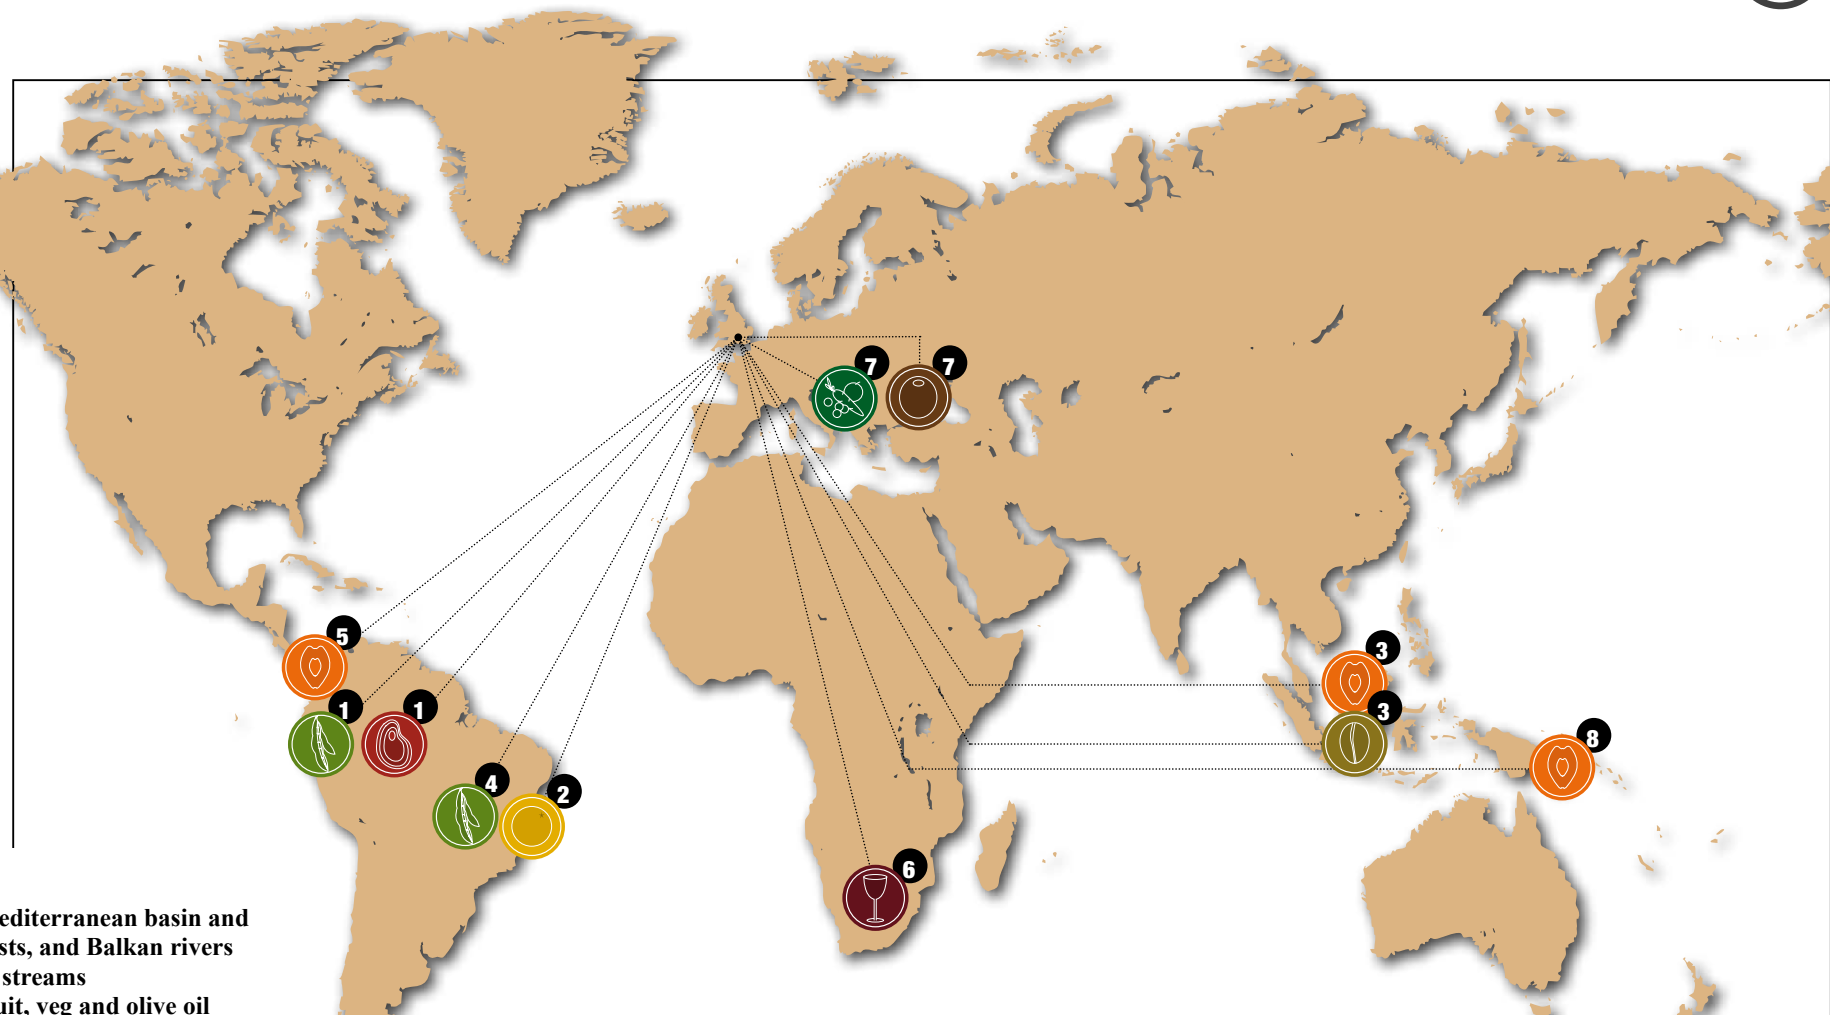 7
7
5
3
1
1
3
8
4
2
6
editerranean basin and
sts, and Balkan rivers
streams
uit, veg and olive oil